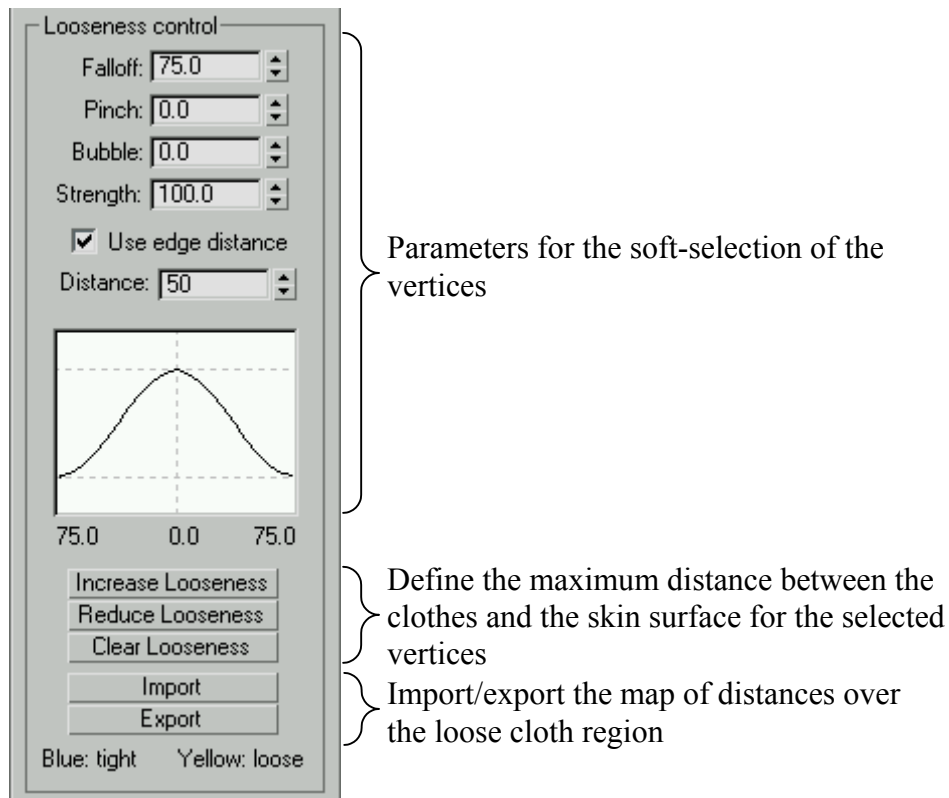 Looseness control
Falloff: 75.0
Pinch: 0.0
Bubble: 0.0
Strength: 100.0
Use edge distance
Distance: 50
Parameters for the soft-selection of the
vertices
75.0 0.0 75.0
Increase Looseness
Reduce Looseness
Clear Looseness
Define the maximum distance between the
clothes and the skin surface for the selected
vertices
Import
Export
Import/export the map of distances over
the loose cloth region
Blue: tight Yellow: loose